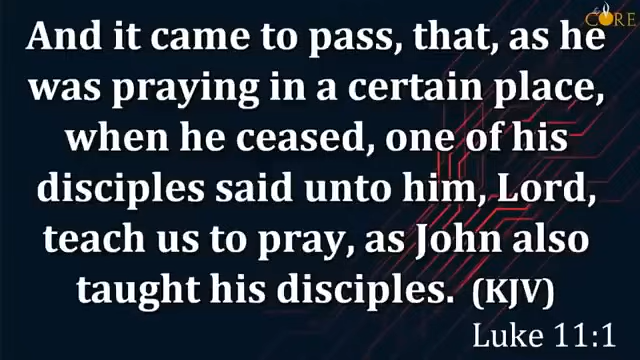 CORE
And it came to pass, that, as he
was praying in a certain place,
when he ceased, one of his
disciples said unto him, Lord,
teach us to pray, as John also
taught his disciples. (KJV)
Luke 11:1